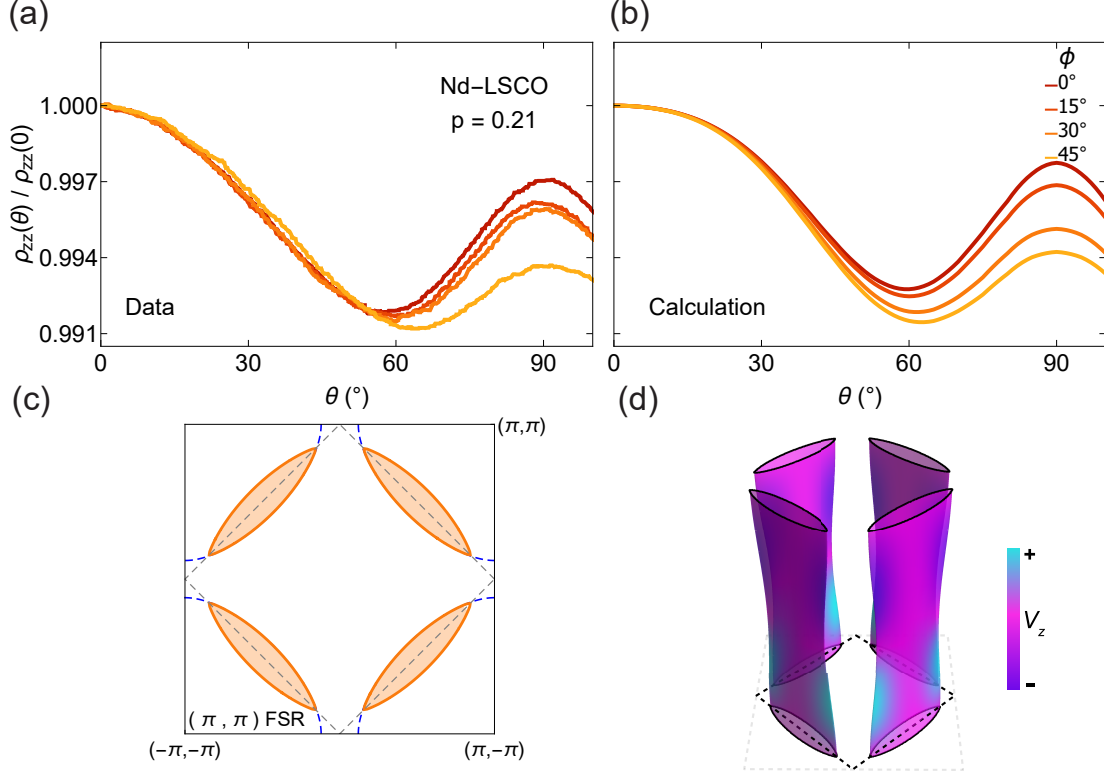 (a)
ρzz(θ) / ρzz(0)
1.000
0.997
0.994
0.991
Nd-LSCO
p = 0.21
Data
0
30
60
90
θ (°)
(b)
ϕ
0°
15°
30°
45°
Calculation
0
30
60
90
θ (°)
(c)
(π,π)
(π, π) FSR
(-π,-π)
(π,-π)
(d)
+
Vz
-